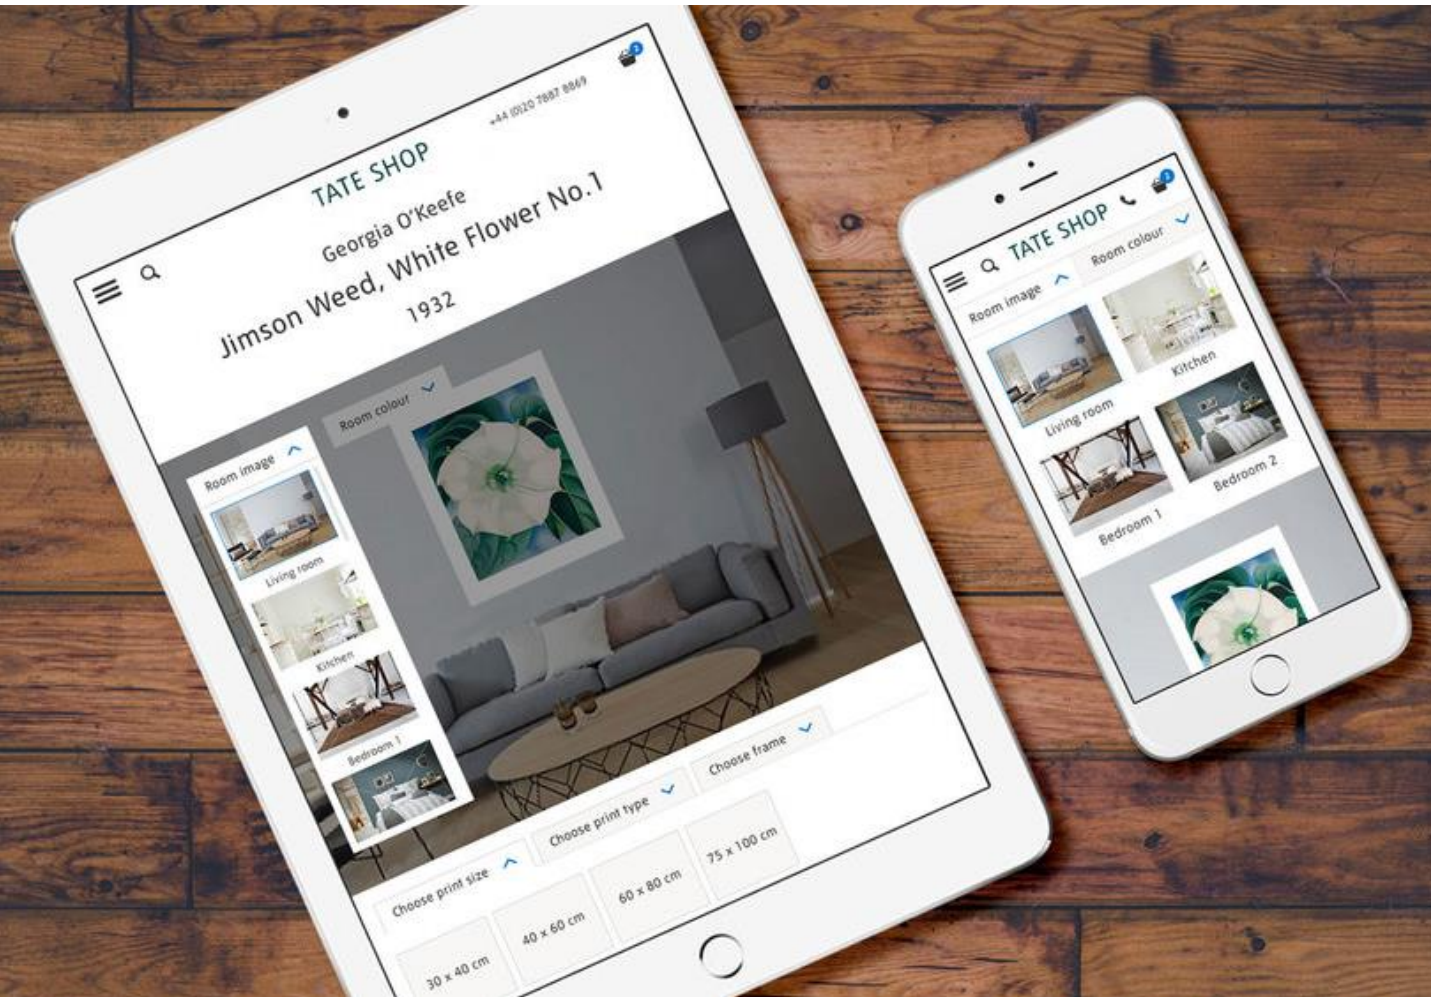 +44 (0)20 7887 8869
2
TATE SHOP
Georgia O'Keefe
Jimson Weed, White Flower No.1
1932
Room colour
Room image
Living room
Kitchen
Bedroom 1
Choose print size
Choose print type
Choose frame
30 x 40 cm
40 x 60 cm
60 x 80 cm
75 x 100 cm
TATE SHOP
2
Room image
Room colour
Living room
Kitchen
Bedroom 1
Bedroom 2